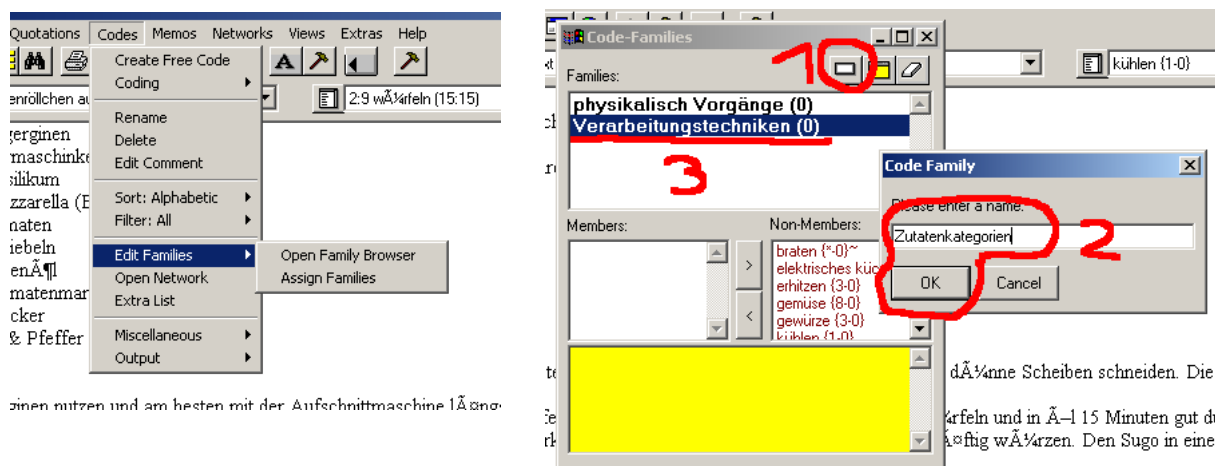 Quotations Codes Memos Networks Views Extras Help
Create Free Code
Coding
enröllchen au
2:9 wÃ¼rfeln (15:15)
Rename
gerginen
Delete
maschinke
Edit Comment
silikum
zzarella (B
Sort: Alphabetic
maten
Filter: All
iebeln
Edit Families
Open Family Browser
enÃ¶l
Open Network
Assign Families
matenmar
Extra List
cker
Miscellaneous
& Pfeffer
Output
ginen nutzen und am besten mit der Aufschnittmaschine lÃ¤ngs
Code-Families
1
Families:
kühlen {1-0}
physikalisch Vorgänge (0)
Verarbeitungstechniken (0)
3
Code Family
Please enter a name:
Zutatenkategorien
2
OK Cancel
Members:
Non-Members:
braten {*-0}~
elektrisches küc
erhitzen {3-0}
gemüse {8-0}
gewürze {3-0}
kühlen {1-0}
> <
dÃ¼nne Scheiben schneiden. Die
¼rfeln und in Ã–l 15 Minuten gut du
¤ftig wÃ¼rzen. Den Sugo in eine